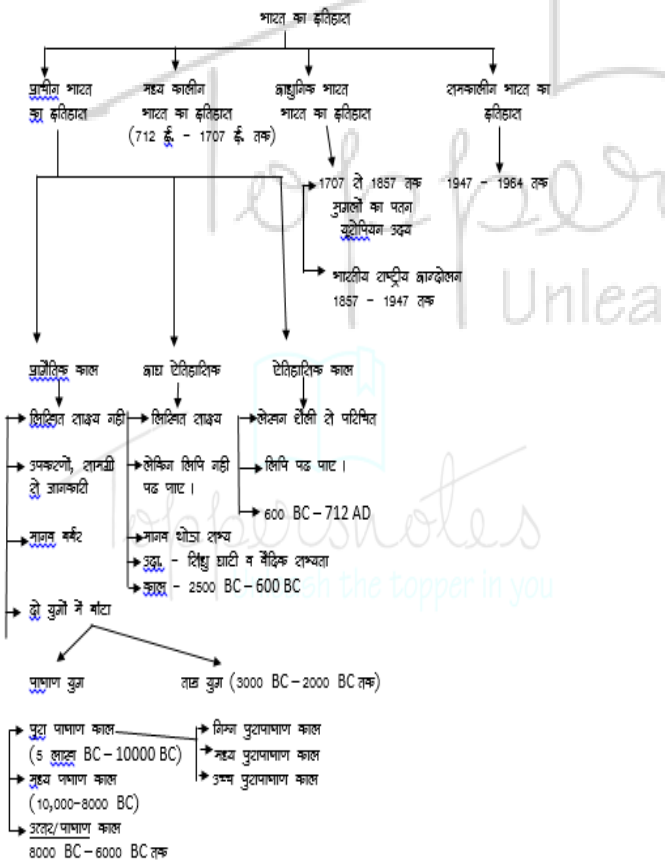 भारत का इतिहास
प्राचीन भारत
का इतिहास
मध्य कालीन
भारत का इतिहास
(712 ई. - 1707 ई. तक)
आधुनिक भारत
भारत का इतिहास
समकालीन भारत का
इतिहास
1707 से 1857 तक
मुगलों का पतन
यूरोपियन उदय
1947 - 1964 तक
भारतीय राष्ट्रीय आन्दोलन
1857 - 1947 तक
प्रागैतिक काल
लिखित साक्ष्य नही
उपकरणों, सामग्री
से जानकारी
मानव बर्बर
दो युगों में बांटा
आद्य ऐतिहासिक
लिखित साक्ष्य
लेकिन लिपि नही
पढ पाए ।
मानव थोडा सभ्य
उदा. - सिंधु घाटी व वैदिक सभ्यता
काल - 2500 BC – 600 BC
ऐतिहासिक काल
लेखन शैली से परिचित
लिपि पढ पाए ।
600 BC – 712 AD
पाषाण युग
ताम्र युग (3000 BC – 2000 BC तक)
पुरा पाषाण काल
(5 लाख BC – 10000 BC)
मध्य पाषाण काल
(10,000-8000 BC)
उत्तर/पाषाण काल
8000 BC – 6000 BC तक
निम्न पुरापाषाण काल
मध्य पुरापाषाण काल
उच्च पुरापाषाण काल
Toppersnotes
Unleash the topper in you
Topper
Unlea